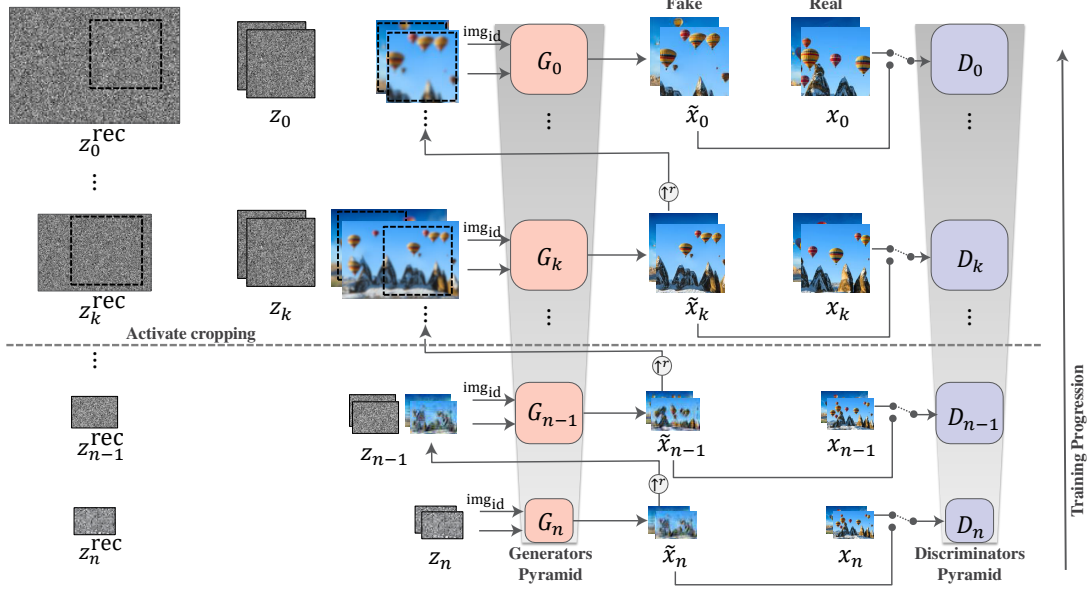 Fake Real
img_id
G_0
D_0
z_0^rec z_0 x̃_0 x_0
⋮ ⋮ ⋮ ⋮
↑r
⋮
img_id
G_k
D_k
z_k^rec z_k x̃_k x_k
⋮ ⋮ ⋮
Activate cropping
⋮
↑r
img_id
G_{n−1}
D_{n−1}
z_{n−1}^rec z_{n−1} x̃_{n−1} x_{n−1}
↑r
img_id
G_n
D_n
z_n^rec z_n x̃_n x_n
Generators
Pyramid
Discriminators
Pyramid
Training Progression